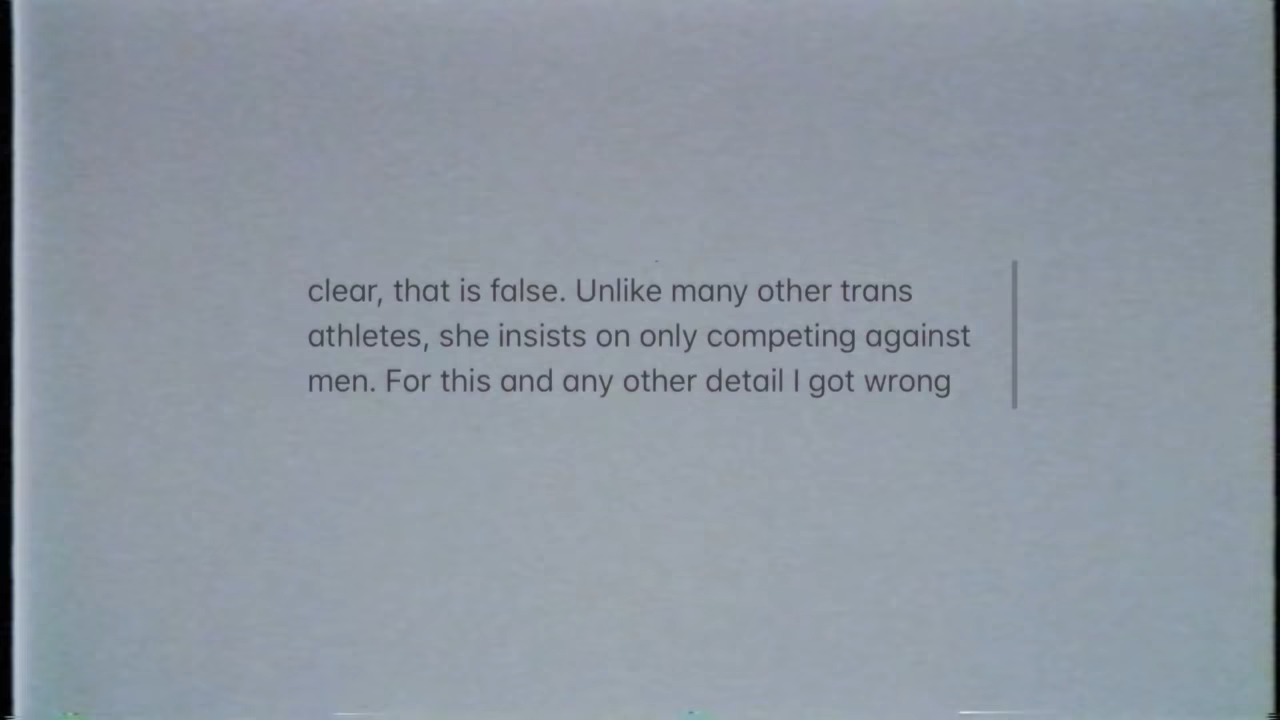 clear, that is false. Unlike many other trans
athletes, she insists on only competing against
men. For this and any other detail I got wrong